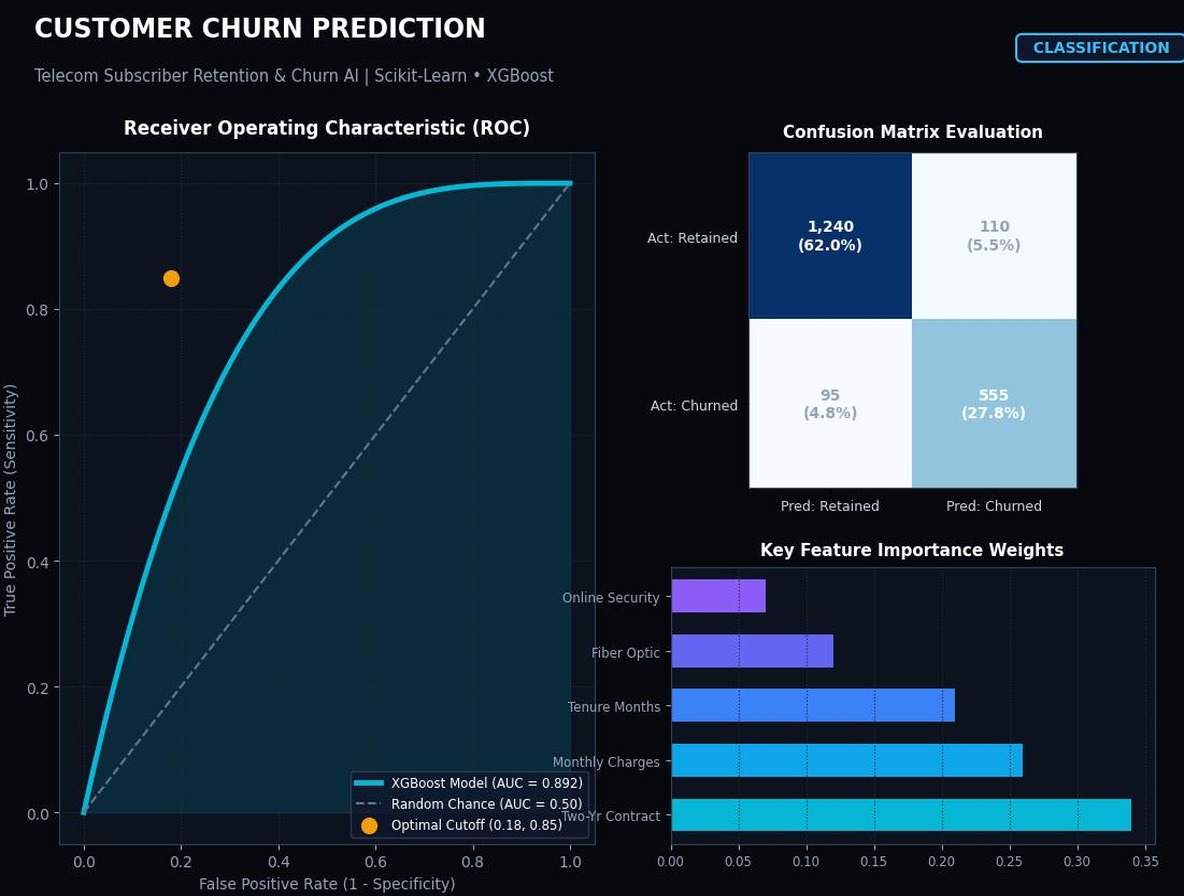 CUSTOMER CHURN PREDICTION
CLASSIFICATION
Telecom Subscriber Retention & Churn AI | Scikit-Learn • XGBoost
Receiver Operating Characteristic (ROC)
1.0
0.8
0.6
0.4
0.2
0.0
True Positive Rate (Sensitivity)
XGBoost Model (AUC = 0.892)
Random Chance (AUC = 0.50)
Optimal Cutoff (0.18, 0.85)
0.0 0.2 0.4 0.6 0.8 1.0
False Positive Rate (1 - Specificity)
Confusion Matrix Evaluation
Act: Retained
1,240
(62.0%)
110
(5.5%)
Act: Churned
95
(4.8%)
555
(27.8%)
Pred: Retained Pred: Churned
Key Feature Importance Weights
Online Security
Fiber Optic
Tenure Months
Monthly Charges
Two-Yr Contract
0.00 0.05 0.10 0.15 0.20 0.25 0.30 0.35